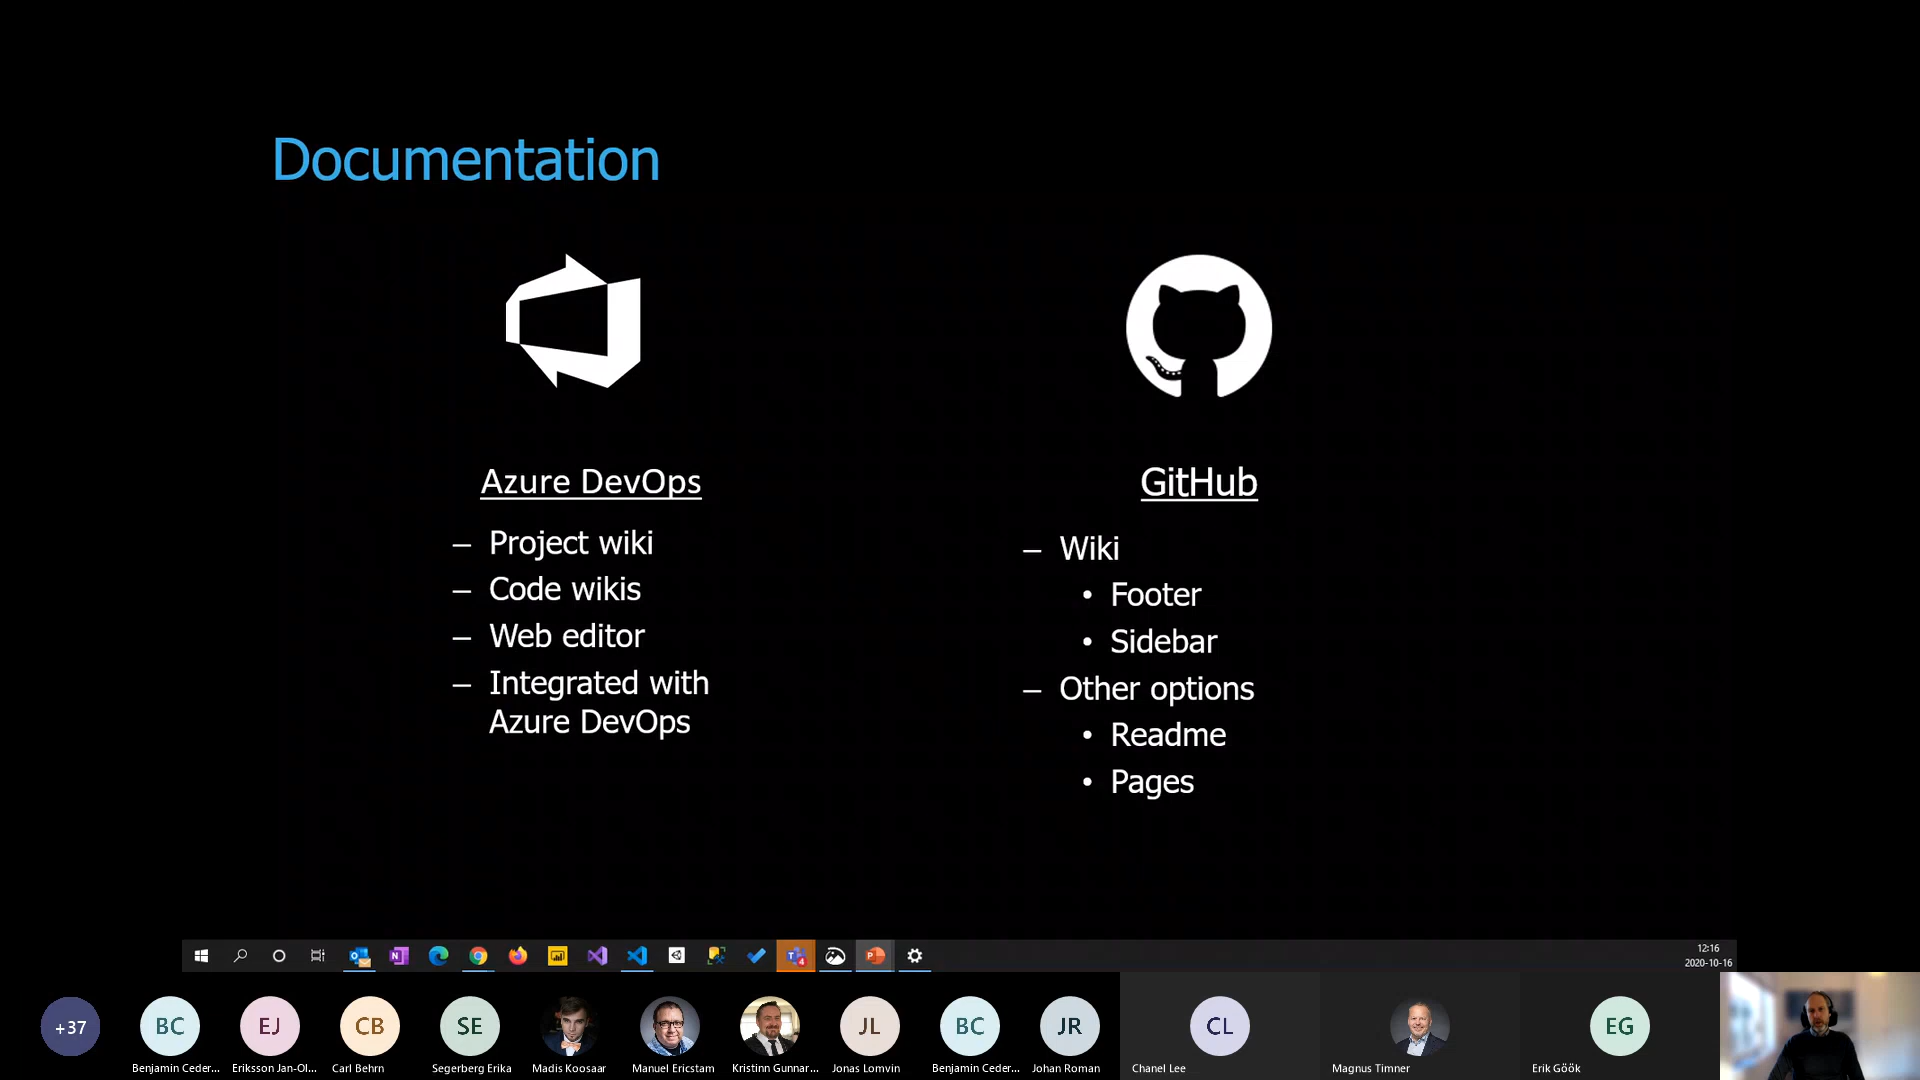 Documentation
Azure DevOps
– Project wiki
– Code wikis
– Web editor
– Integrated with
Azure DevOps
GitHub
– Wiki
• Footer
• Sidebar
– Other options
• Readme
• Pages
12:16
2020-10-16
+37
BC
EJ
CB
SE
JL
BC
JR
CL
EG
Benjamin Ceder...
Eriksson Jan-Ol...
Carl Behrn
Segerberg Erika
Madis Koosaar
Manuel Ericstam
Kristinn Gunnar...
Jonas Lomvin
Benjamin Ceder...
Johan Roman
Chanel Lee
Magnus Timner
Erik Göök